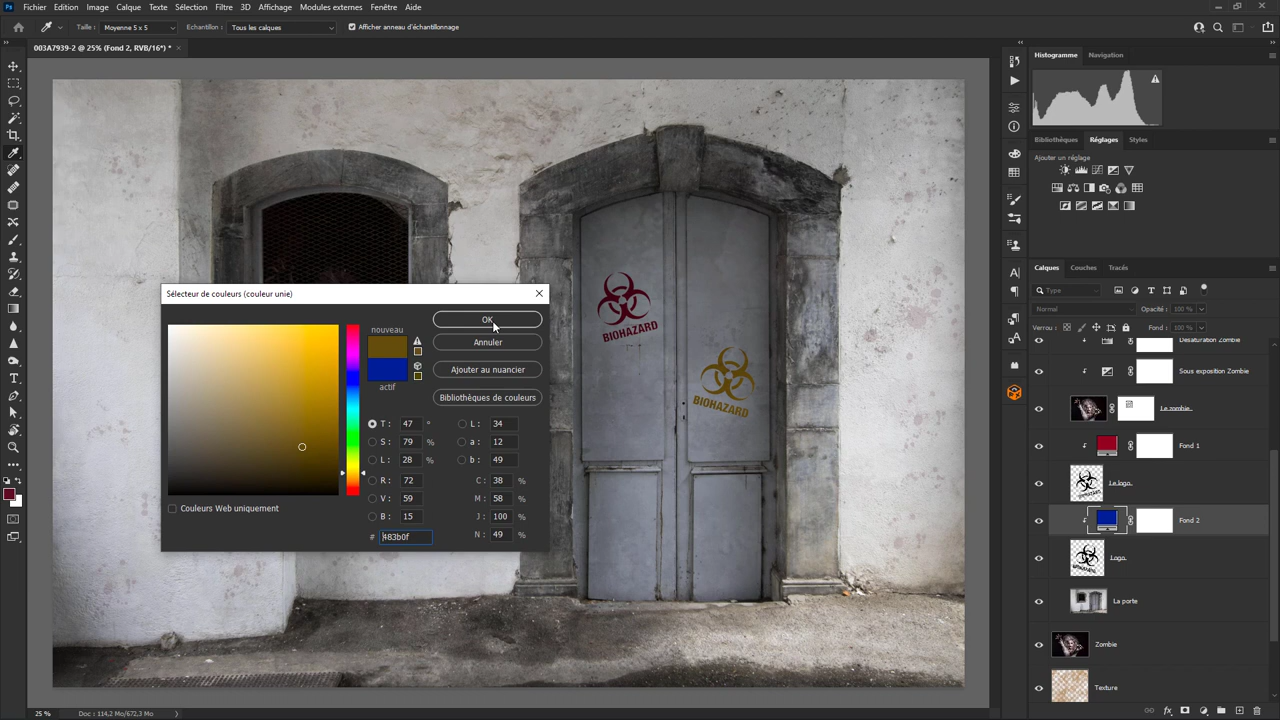 Fichier Edition Image Calque Texte Sélection Filtre 3D Affichage Modules externes Fenêtre Aide
Taille : Moyenne 5 x 5 Echantillon : Tous les calques Afficher anneau d'échantillonnage
003A7939-2 @ 25% (Fond 2, RVB/16*) *
Histogramme Navigation
Bibliothèques Réglages Styles
Ajouter un réglage
Calques Couches Tracés
Type
Normal Opacité : 100 %
Verrou : Fond : 100 %
Désaturation Zombie
Sous exposition Zombie
Le zombie
Fond 1
Le logo
Fond 2
Logo
La porte
Zombie
Texture
BIOHAZARD
BIOHAZARD
Sélecteur de couleurs (couleur unie)
nouveau
actif
OK
Annuler
Ajouter au nuancier
Bibliothèques de couleurs
T : 47 ° L : 34
S : 79 % a : 12
L : 28 % b : 49
R : 72 C : 38 %
V : 59 M : 58 %
B : 15 J : 100 %
# 483b0f N : 49 %
Couleurs Web uniquement
25 % Doc : 114,2 Mo/672,3 Mo